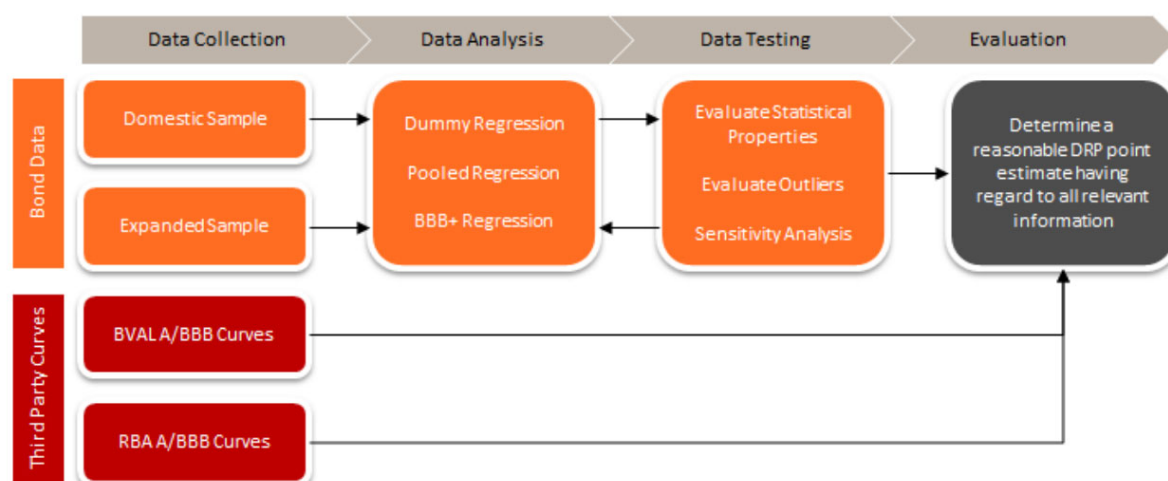 Data Collection
Data Analysis
Data Testing
Evaluation
Bond Data
Domestic Sample
Expanded Sample
Dummy Regression
Pooled Regression
BBB+ Regression
Evaluate Statistical
Properties
Evaluate Outliers
Sensitivity Analysis
Determine a
reasonable DRP point
estimate having
regard to all relevant
information
Third Party Curves
BVAL A/BBB Curves
RBA A/BBB Curves